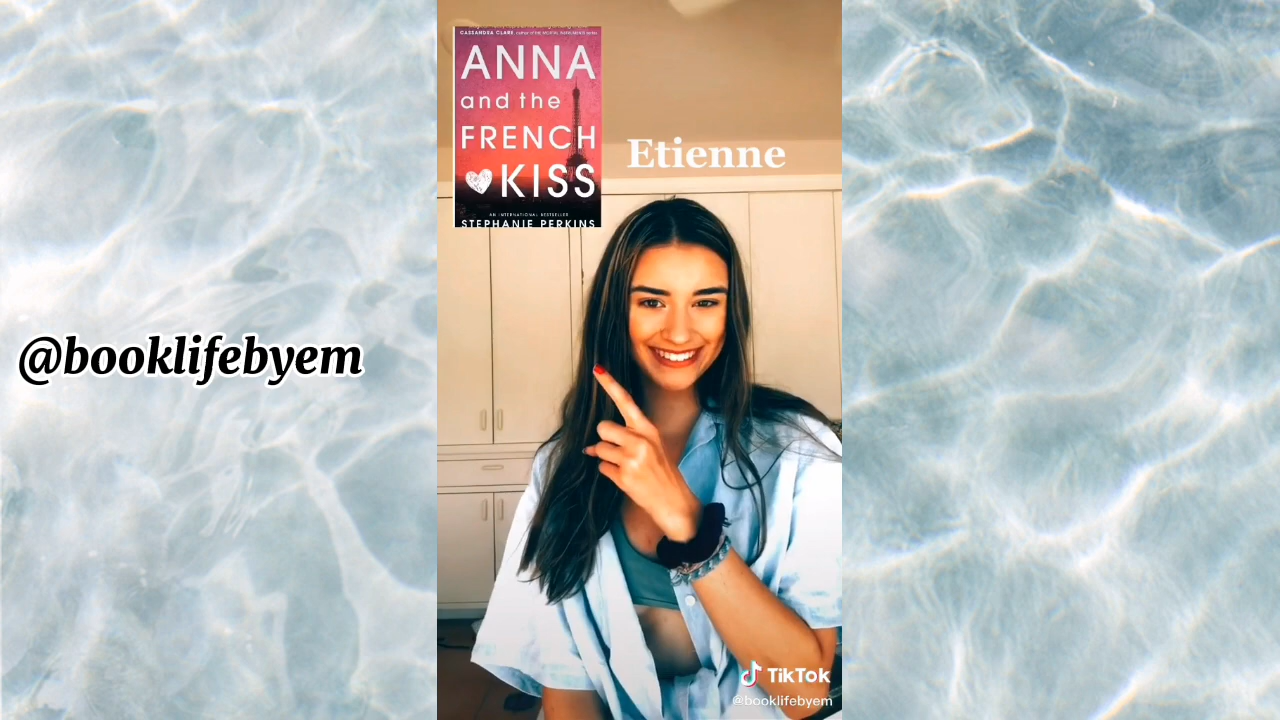 @booklifebyem
CASSANDRA CLARE
ANNA
and the
FRENCH
KISS
AN INTERNATIONAL BESTSELLER
STEPHANIE PERKINS
Etienne
TikTok
@booklifebyem